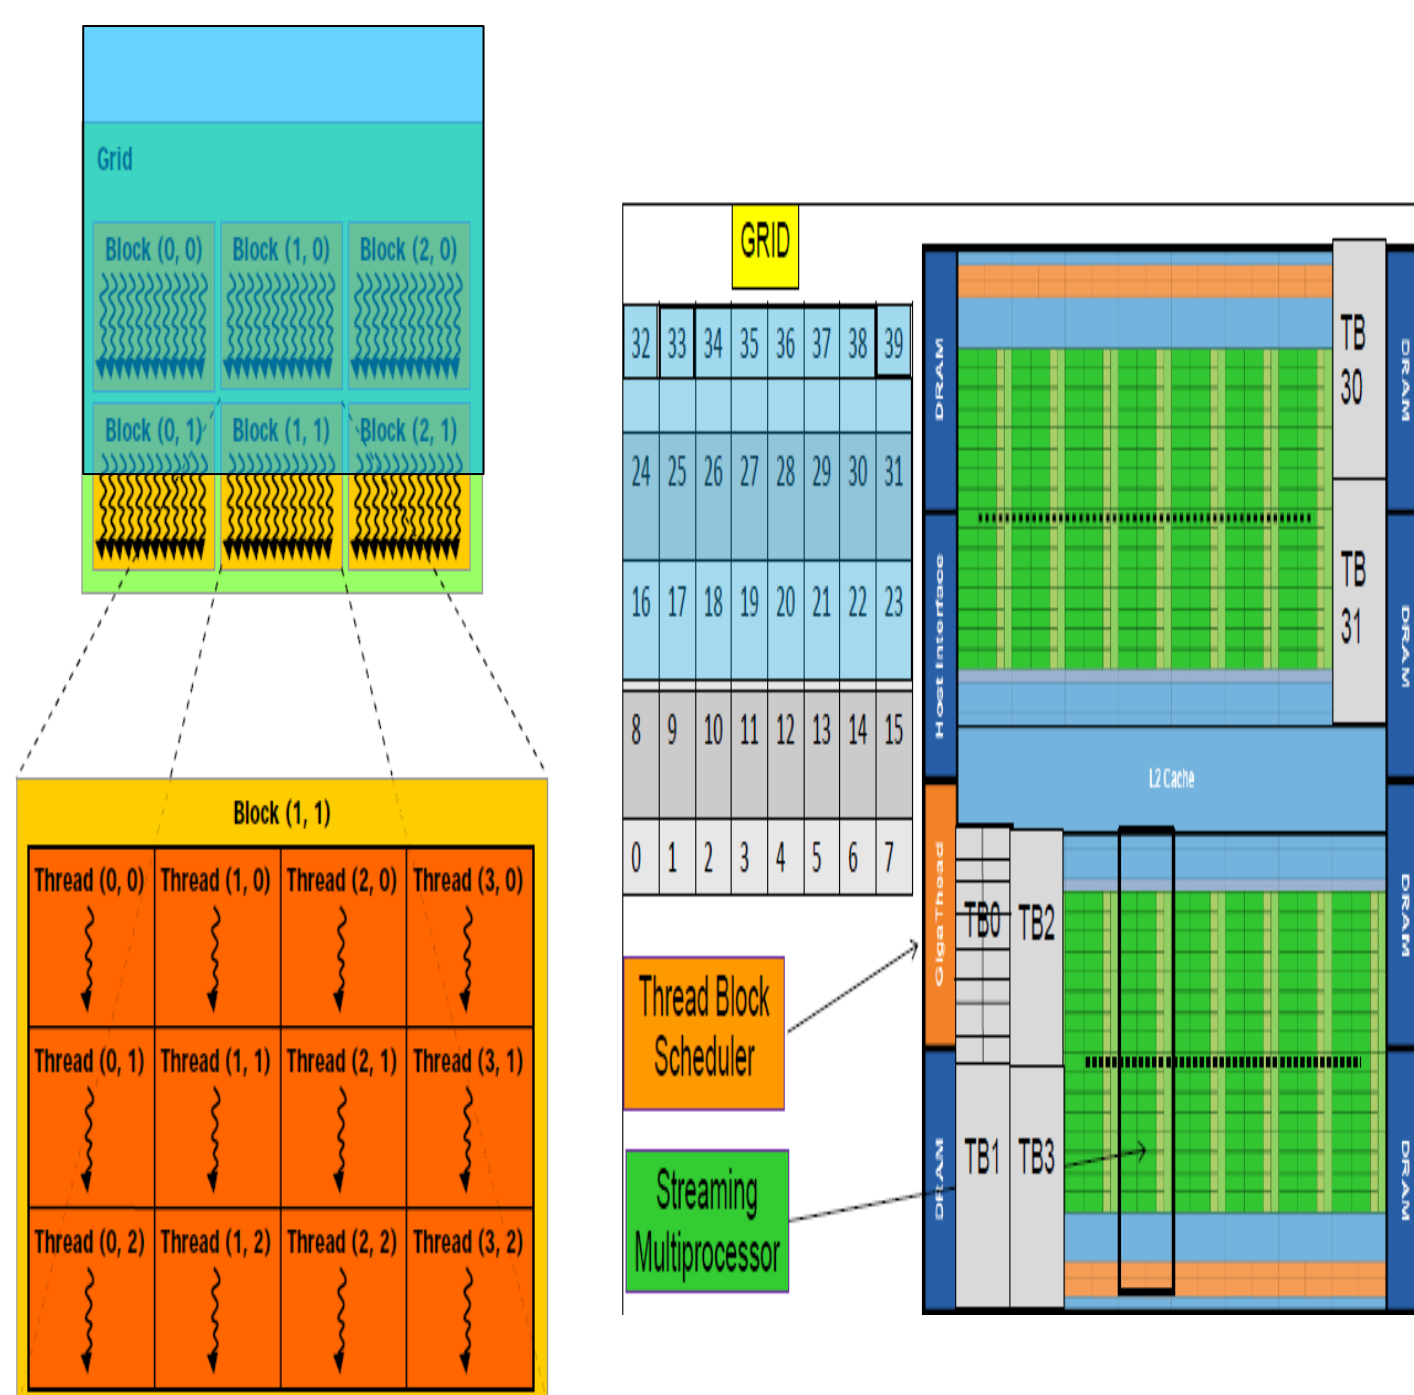 Grid
Block (0, 0) Block (1, 0) Block (2, 0)
Block (0, 1) Block (1, 1) Block (2, 1)
Block (1, 1)
Thread (0, 0) Thread (1, 0) Thread (2, 0) Thread (3, 0)
Thread (0, 1) Thread (1, 1) Thread (2, 1) Thread (3, 1)
Thread (0, 2) Thread (1, 2) Thread (2, 2) Thread (3, 2)
GRID
32 33 34 35 36 37 38 39
24 25 26 27 28 29 30 31
16 17 18 19 20 21 22 23
8 9 10 11 12 13 14 15
0 1 2 3 4 5 6 7
Thread Block
Scheduler
Streaming
Multiprocessor
DRAM
Host Interface
GigaThead
DRAM
TB
30
TB
31
L2 Cache
TB0 TB2
TB1 TB3
DRAM
DRAM
DRAM
DRAM